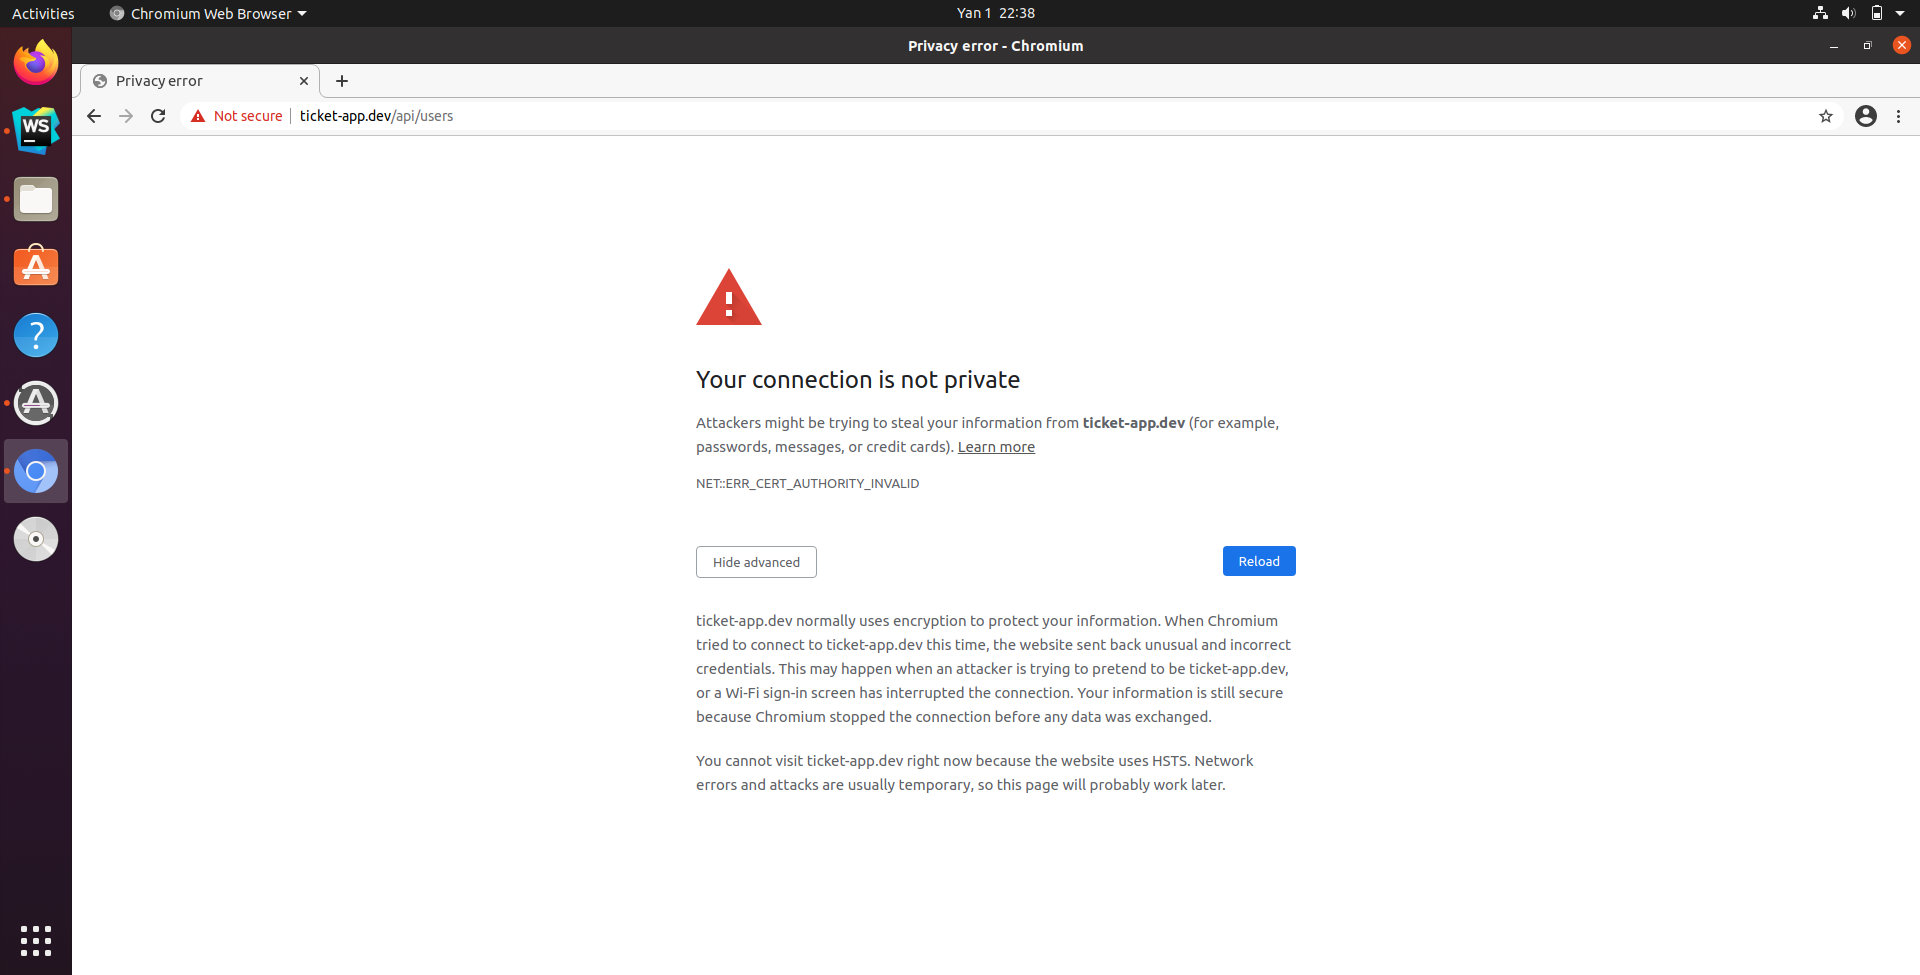 Activities
Chromium Web Browser
Yan 1 22:38
Privacy error - Chromium
Privacy error
Not secure
ticket-app.dev/api/users
WS
?
Your connection is not private
Attackers might be trying to steal your information from ticket-app.dev (for example,
passwords, messages, or credit cards). Learn more
NET::ERR_CERT_AUTHORITY_INVALID
Hide advanced
Reload
ticket-app.dev normally uses encryption to protect your information. When Chromium
tried to connect to ticket-app.dev this time, the website sent back unusual and incorrect
credentials. This may happen when an attacker is trying to pretend to be ticket-app.dev,
or a Wi-Fi sign-in screen has interrupted the connection. Your information is still secure
because Chromium stopped the connection before any data was exchanged.
You cannot visit ticket-app.dev right now because the website uses HSTS. Network
errors and attacks are usually temporary, so this page will probably work later.